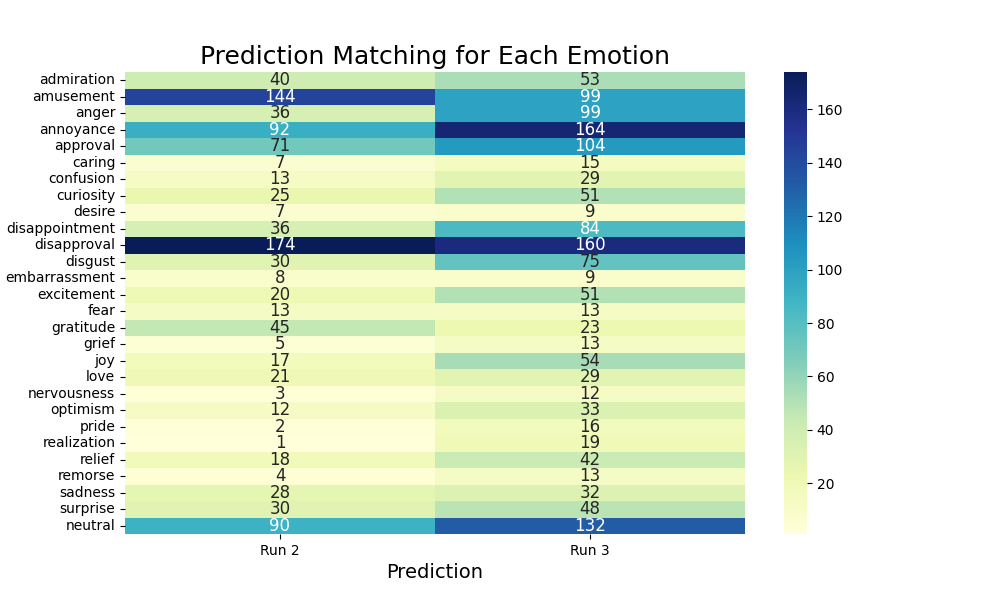 Prediction Matching for Each Emotion
admiration 40 53
amusement 144 99
anger 36 99
annoyance 92 164
approval 71 104
caring 7 15
confusion 13 29
curiosity 25 51
desire 7 9
disappointment 36 84
disapproval 174 160
disgust 30 75
embarrassment 8 9
excitement 20 51
fear 13 13
gratitude 45 23
grief 5 13
joy 17 54
love 21 29
nervousness 3 12
optimism 12 33
pride 2 16
realization 1 19
relief 18 42
remorse 4 13
sadness 28 32
surprise 30 48
neutral 90 132
Run 2 Run 3
Prediction
160
140
120
100
80
60
40
20